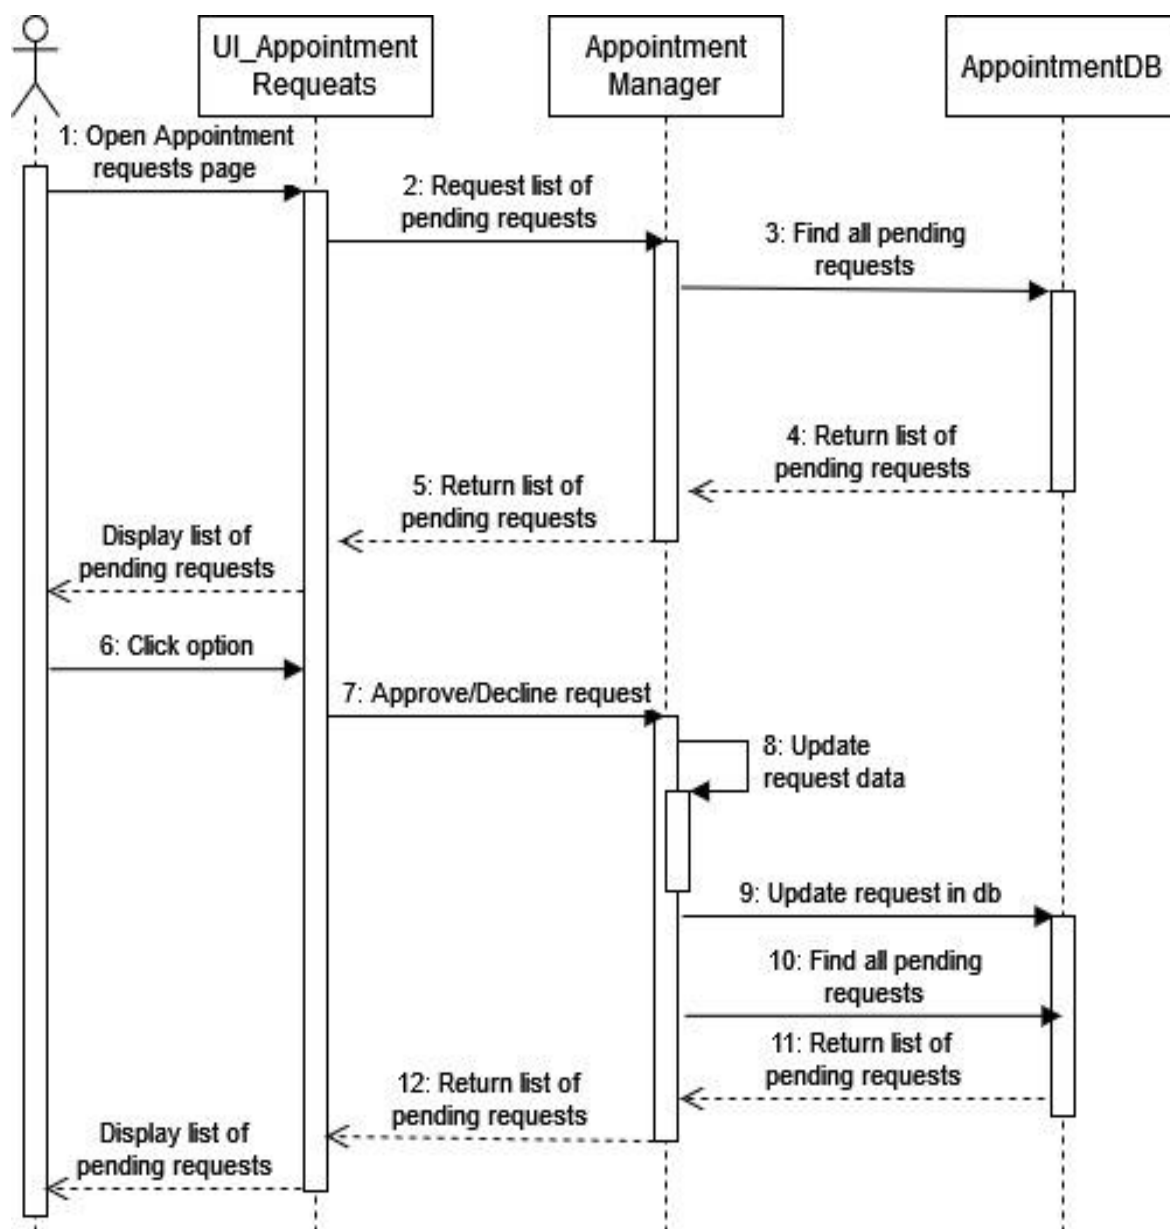 UI_Appointment
Requeats
Appointment
Manager
AppointmentDB
1: Open Appointment
requests page
2: Request list of
pending requests
3: Find all pending
requests
4: Return list of
pending requests
5: Return list of
pending requests
Display list of
pending requests
6: Click option
7: Approve/Decline request
8: Update
request data
9: Update request in db
10: Find all pending
requests
11: Return list of
pending requests
12: Return list of
pending requests
Display list of
pending requests